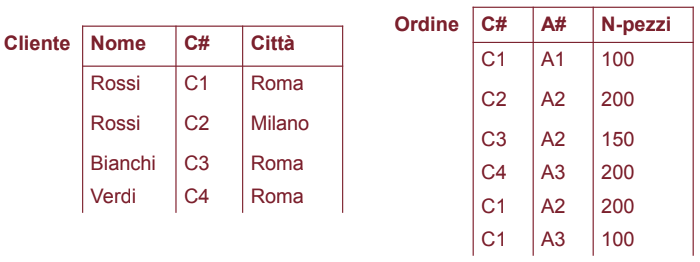 Cliente Nome C# Città
Rossi C1 Roma
Rossi C2 Milano
Bianchi C3 Roma
Verdi C4 Roma
Ordine C# A# N-pezzi
C1 A1 100
C2 A2 200
C3 A2 150
C4 A3 200
C1 A2 200
C1 A3 100